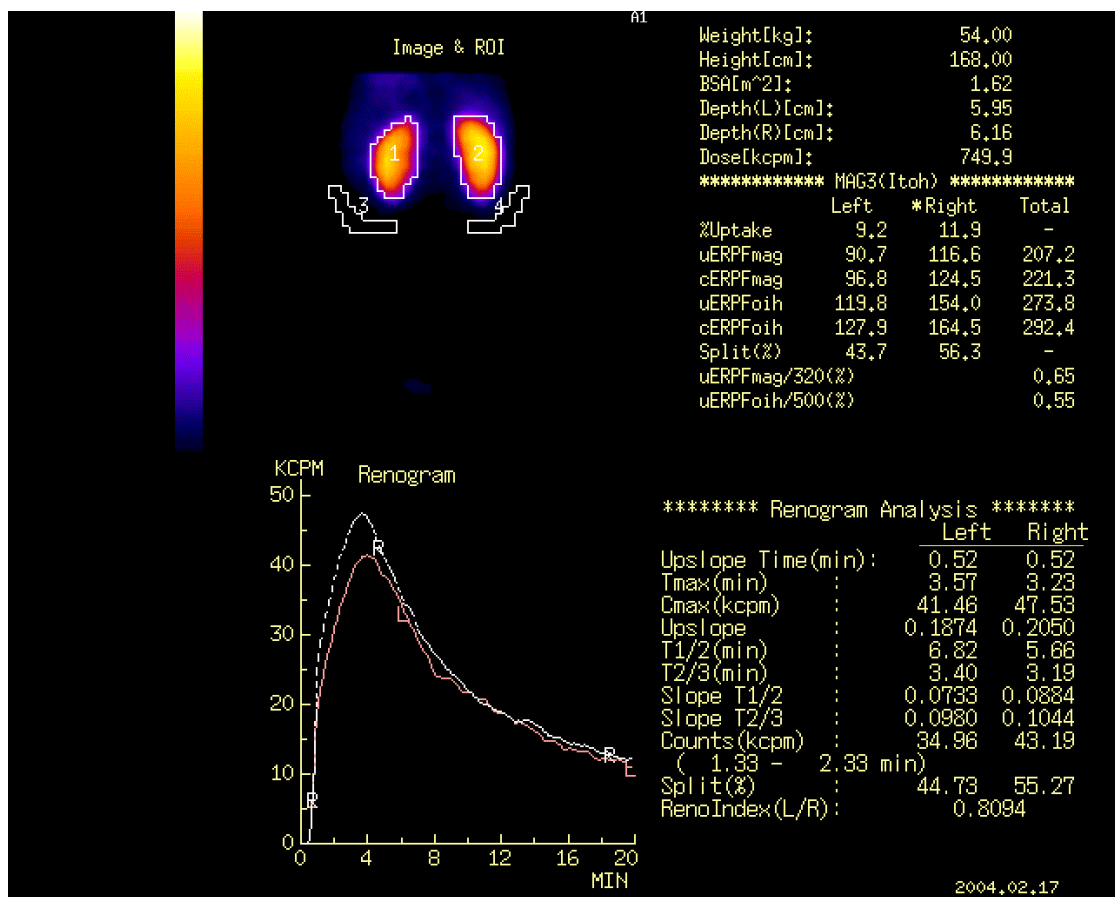 A1
Image & ROI
1 2
3 4
Weight[kg]: 54.00
Height[cm]: 168.00
BSA[m^2]: 1.62
Depth(L)[cm]: 5.95
Depth(R)[cm]: 6.16
Dose[kcpm]: 749.9
************ MAG3(Itoh) ************
Left *Right Total
%Uptake 9.2 11.9 -
uERPFmag 90.7 116.6 207.2
cERPFmag 96.8 124.5 221.3
uERPFoih 119.8 154.0 273.8
cERPFoih 127.9 164.5 292.4
Split(%) 43.7 56.3 -
uERPFmag/320(%) 0.65
uERPFoih/500(%) 0.55
KCPM Renogram
50
40
30
20
10
0
0 4 8 12 16 20
MIN
R
L
R
L
R
******** Renogram Analysis *******
Left Right
Upslope Time(min): 0.52 0.52
Tmax(min) : 3.57 3.23
Cmax(kcpm) : 41.46 47.53
Upslope : 0.1874 0.2050
T1/2(min) : 6.82 5.66
T2/3(min) : 3.40 3.19
Slope T1/2 : 0.0733 0.0884
Slope T2/3 : 0.0980 0.1044
Counts(kcpm) : 34.96 43.19
( 1.33 - 2.33 min)
Split(%) : 44.73 55.27
RenoIndex(L/R): 0.8094
2004.02.17